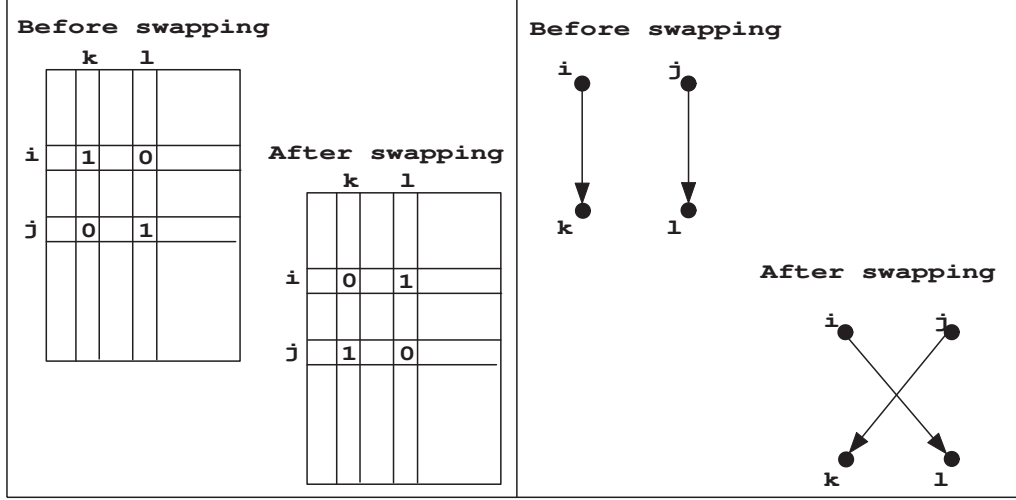 Before swapping
k l
i 1 0
j 0 1
After swapping
k l
i 0 1
j 1 0
Before swapping
i j
k l
After swapping
i j
k l